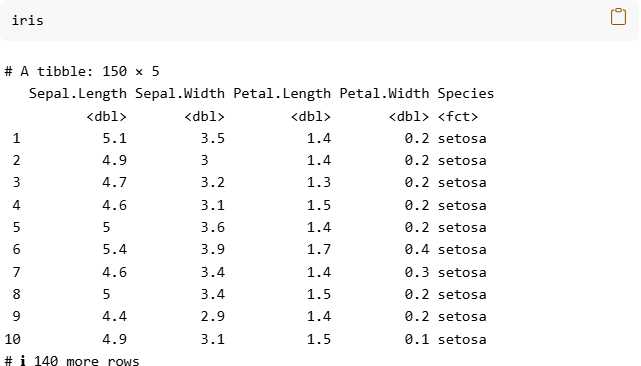 iris
# A tibble: 150 × 5
   Sepal.Length Sepal.Width Petal.Length Petal.Width Species
          <dbl>       <dbl>        <dbl>       <dbl> <fct>
 1          5.1         3.5          1.4         0.2 setosa
 2          4.9         3            1.4         0.2 setosa
 3          4.7         3.2          1.3         0.2 setosa
 4          4.6         3.1          1.5         0.2 setosa
 5          5           3.6          1.4         0.2 setosa
 6          5.4         3.9          1.7         0.4 setosa
 7          4.6         3.4          1.4         0.3 setosa
 8          5           3.4          1.5         0.2 setosa
 9          4.4         2.9          1.4         0.2 setosa
10          4.9         3.1          1.5         0.1 setosa
# ℹ 140 more rows